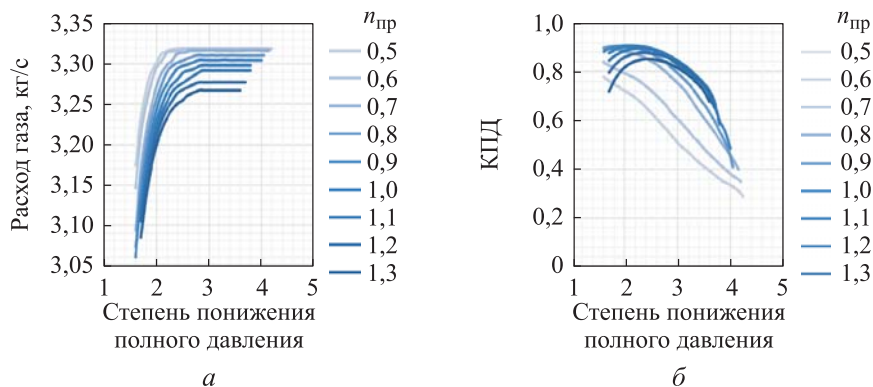 Расход газа, кг/с
3,35
3,30
3,25
3,20
3,15
3,10
3,05
1 2 3 4 5
Степень понижения
полного давления
nпр
0,5
0,6
0,7
0,8
0,9
1,0
1,1
1,2
1,3
а
КПД
1,0
0,8
0,6
0,4
0,2
0
1 2 3 4 5
Степень понижения
полного давления
nпр
0,5
0,6
0,7
0,8
0,9
1,0
1,1
1,2
1,3
б